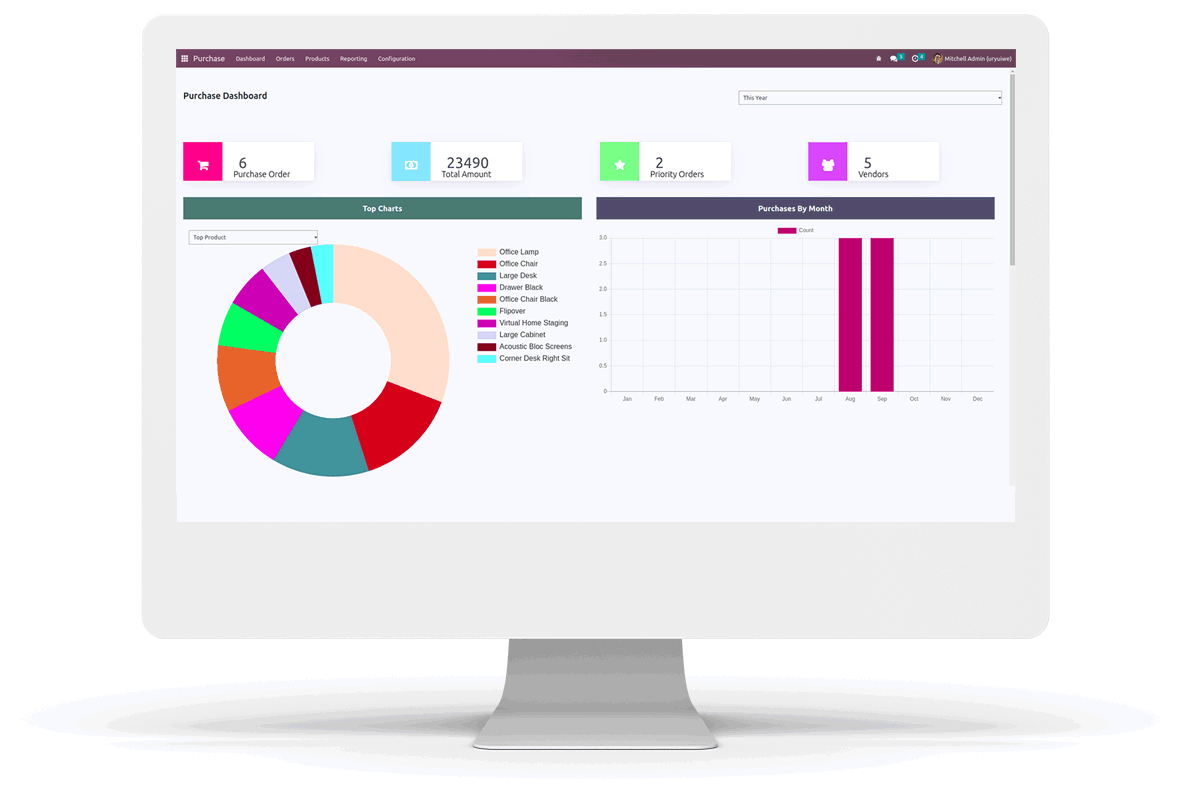 Purchase Dashboard Orders Products Reporting Configuration 5 4 Mitchell Admin (uryuiwe)
Purchase Dashboard
This Year
6
Purchase Order
23490
Total Amount
2
Priority Orders
5
Vendors
Top Charts
Top Product
Office Lamp
Office Chair
Large Desk
Drawer Black
Office Chair Black
Flipover
Virtual Home Staging
Large Cabinet
Acoustic Bloc Screens
Corner Desk Right Sit
Purchases By Month
Count
3.0
2.5
2.0
1.5
1.0
0.5
0
Jan Feb Mar Apr May Jun Jul Aug Sep Oct Nov Dec